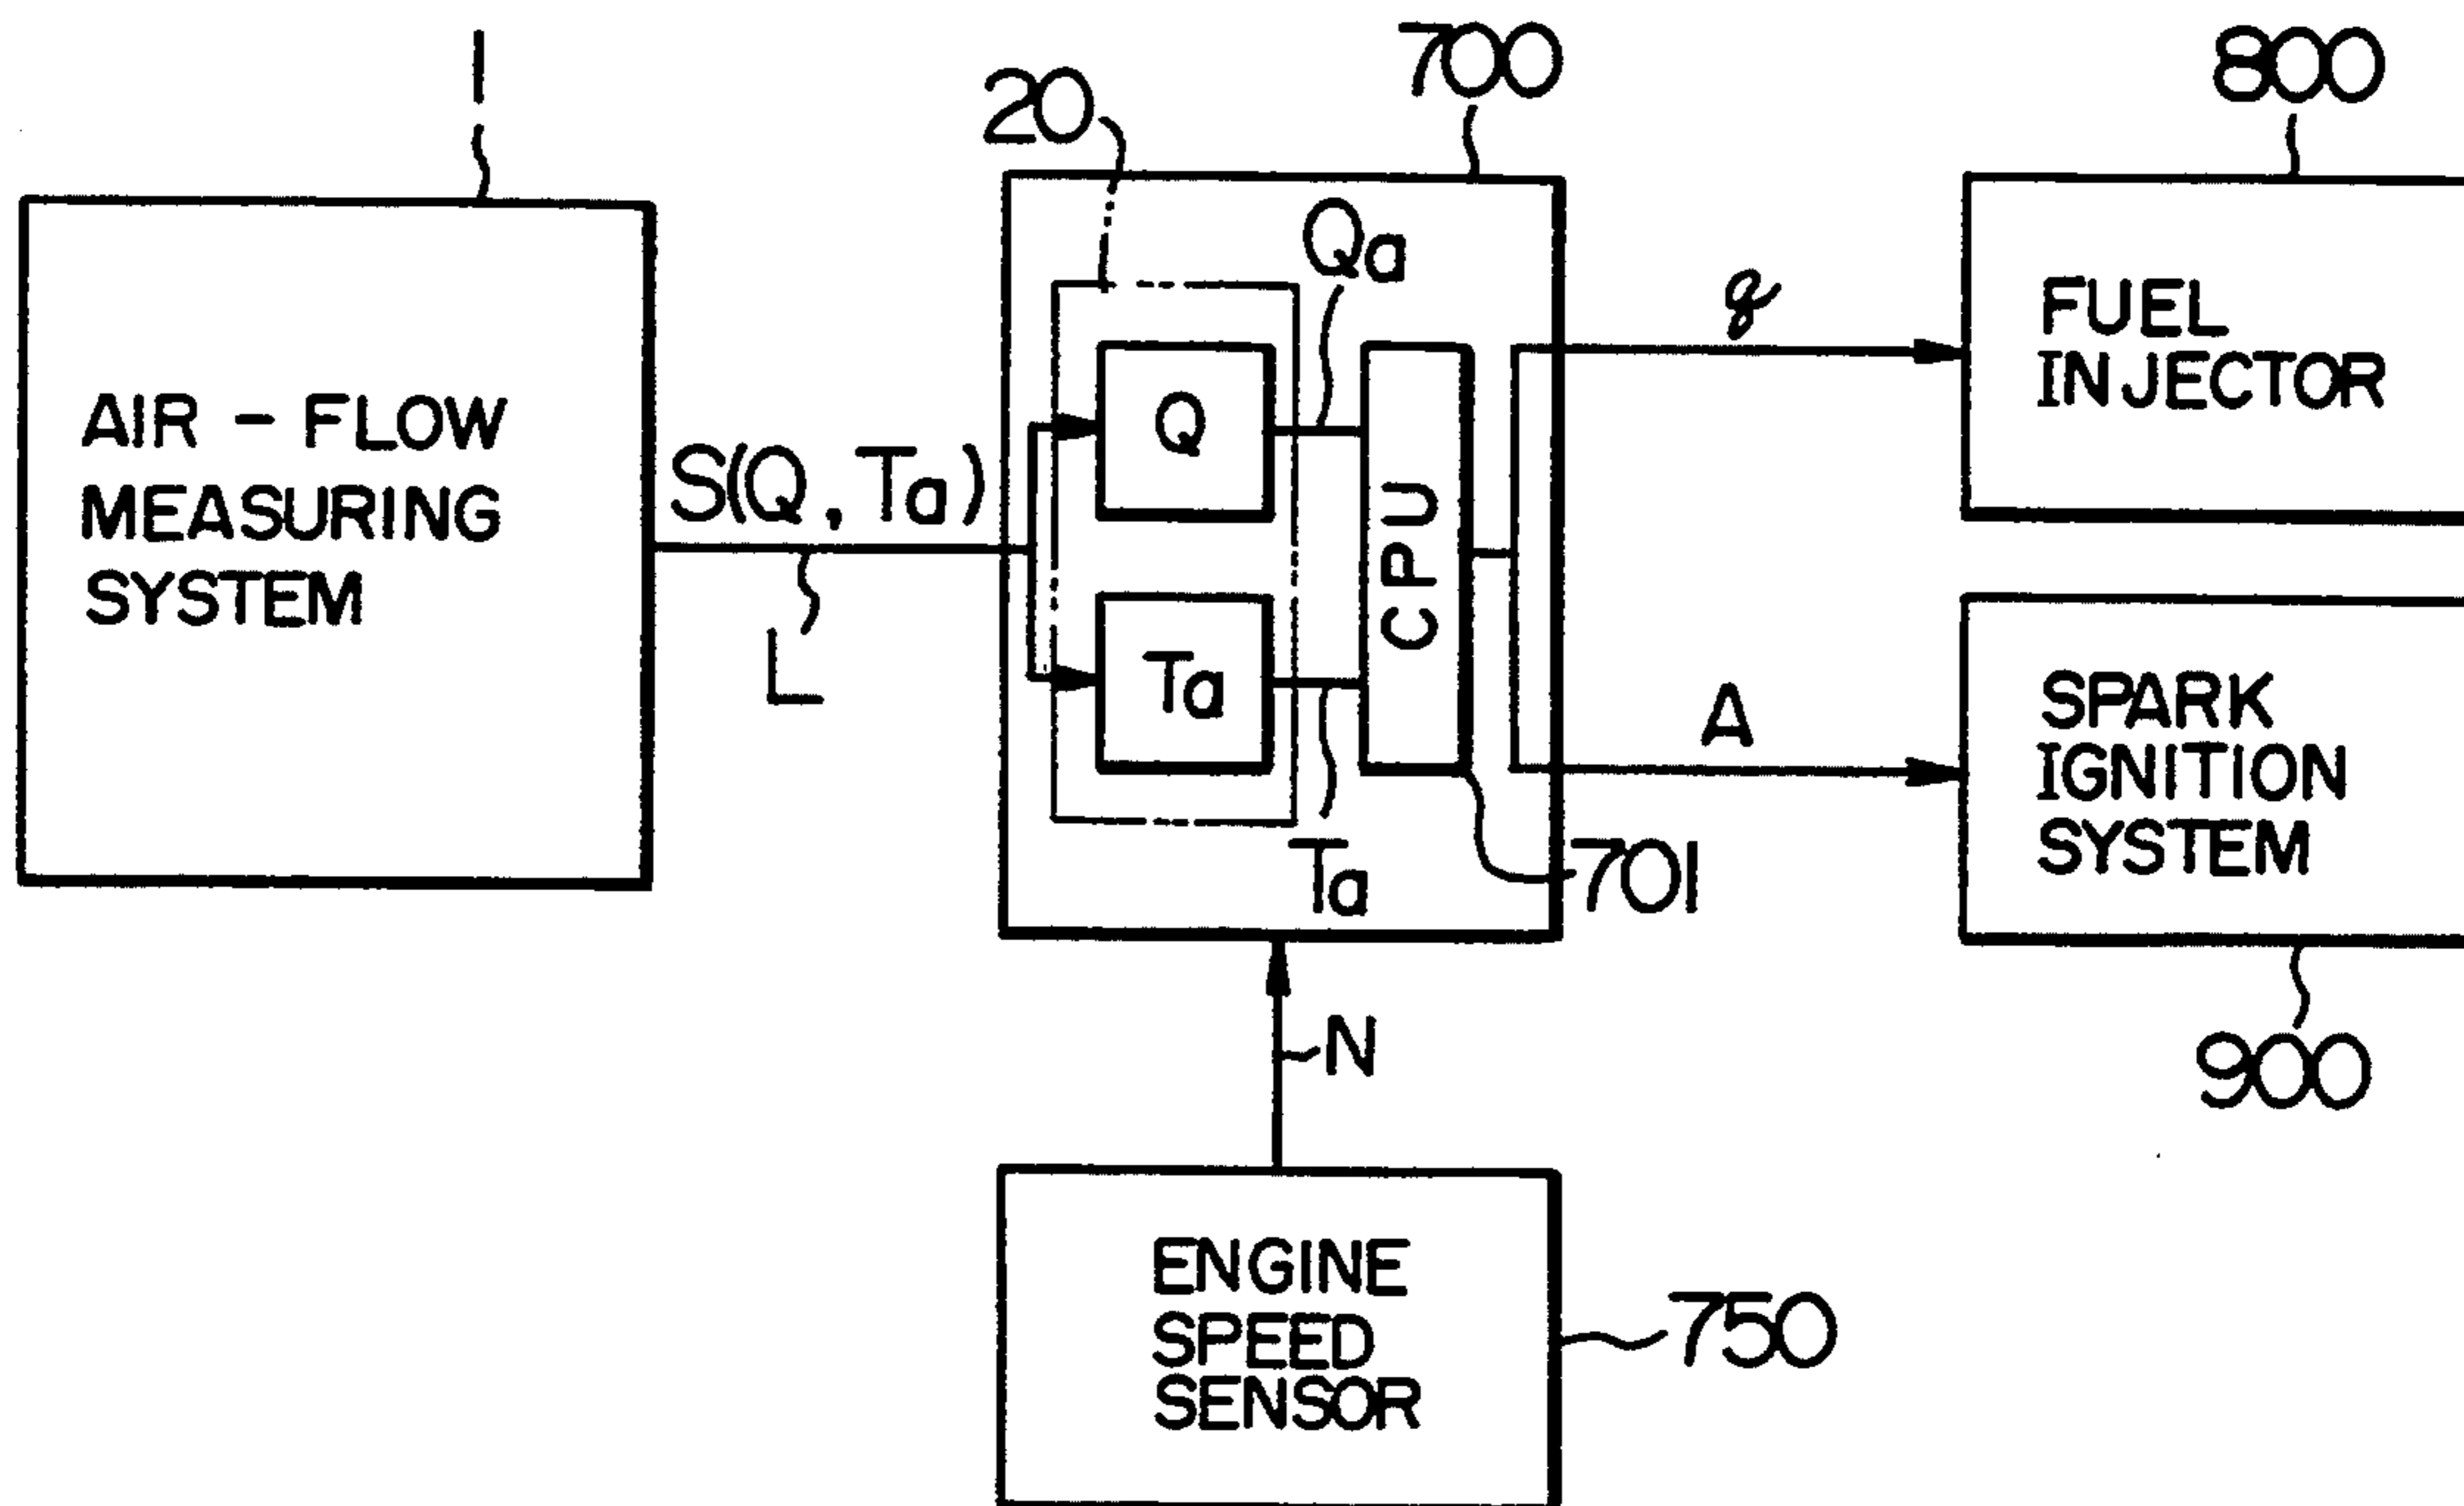 1
20
700
800
AIR - FLOW
MEASURING
SYSTEM
S(Q, Ta)
L
Q
Ta
Qa
Ta
CPU
701
q
A
FUEL
INJECTOR
SPARK
IGNITION
SYSTEM
900
N
ENGINE
SPEED
SENSOR
750